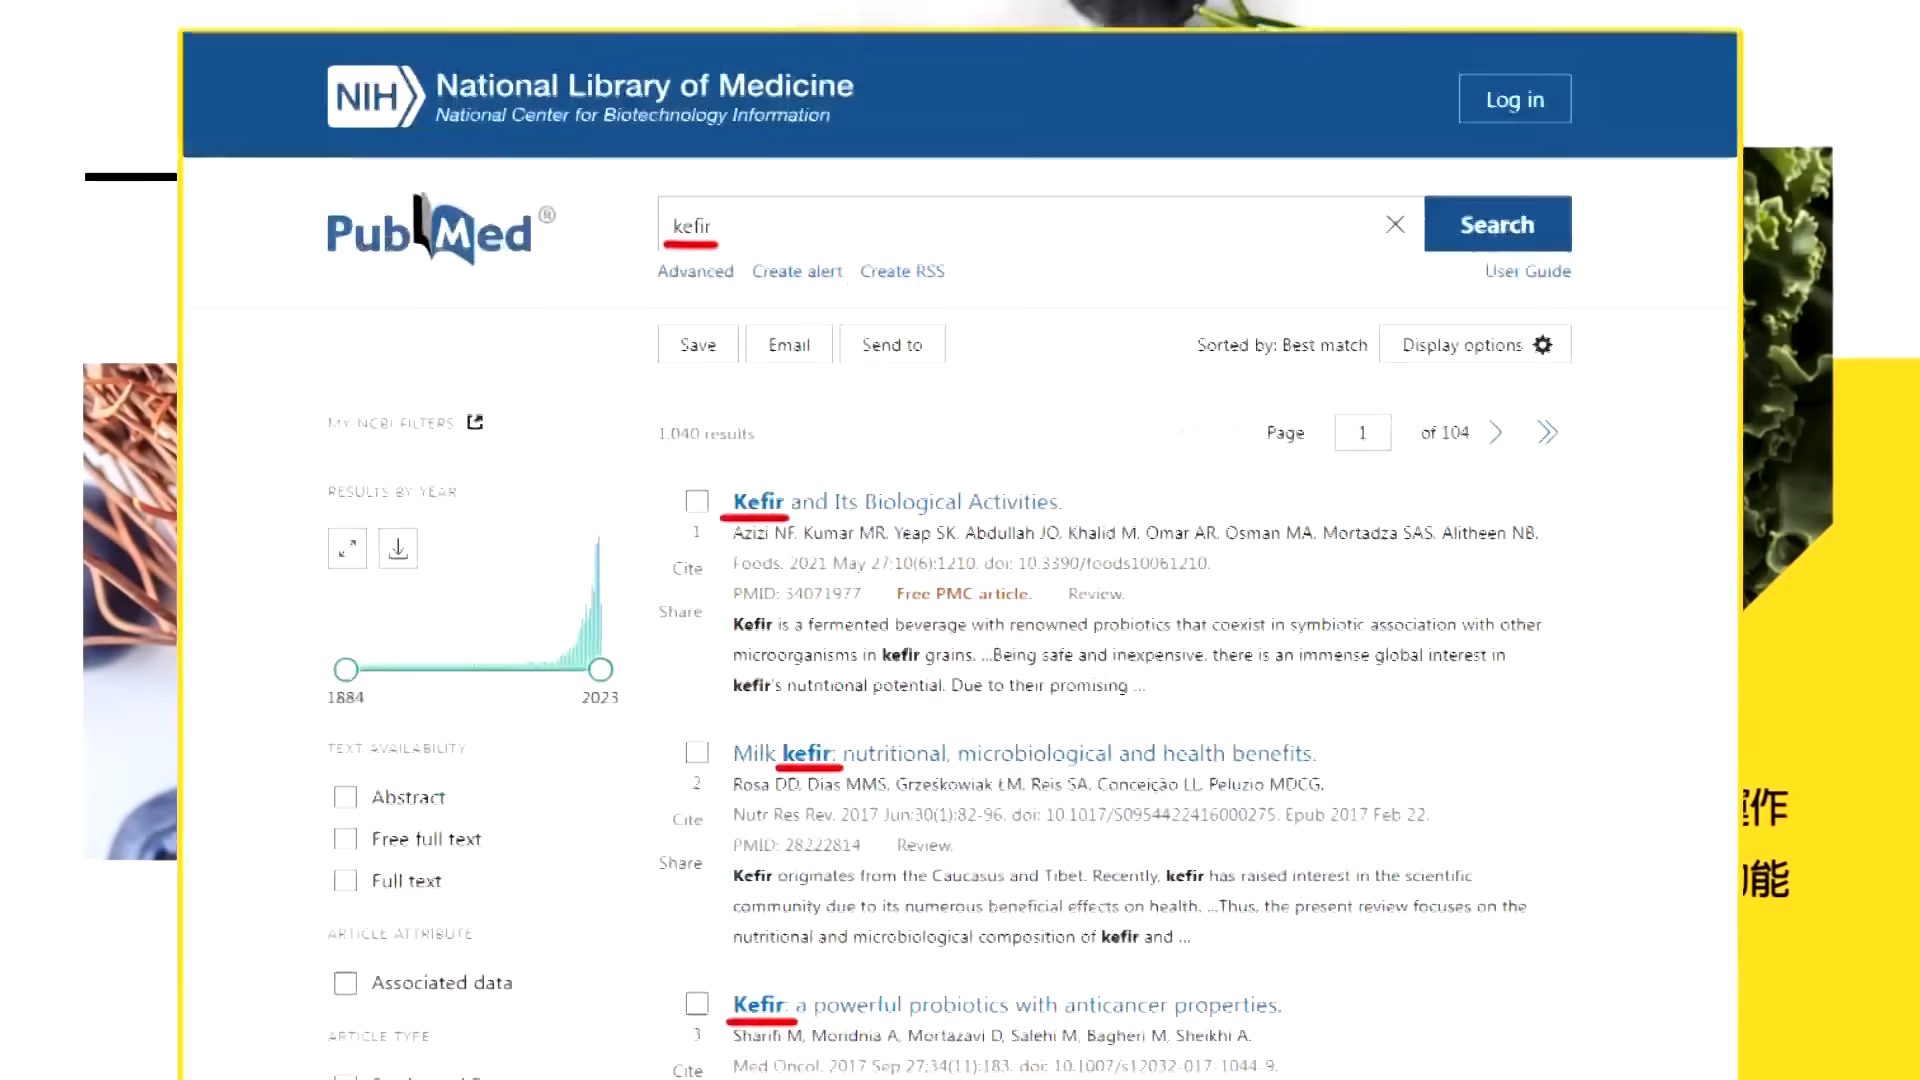 NIH National Library of Medicine
National Center for Biotechnology Information
Log in
PubMed®
kefir
Search
Advanced Create alert Create RSS
User Guide
Save Email Send to
Sorted by: Best match Display options
MY NCBI FILTERS
1,040 results
Page 1 of 104
RESULTS BY YEAR
1884 2023
TEXT AVAILABILITY
Abstract
Free full text
Full text
ARTICLE ATTRIBUTE
Associated data
ARTICLE TYPE
Kefir and Its Biological Activities.
1
Azizi NF, Kumar MR, Yeap SK, Abdullah JO, Khalid M, Omar AR, Osman MA, Mortadza SAS, Alitheen NB.
Cite
Foods. 2021 May 27;10(6):1210. doi: 10.3390/foods10061210.
PMID: 34071977 Free PMC article. Review.
Share
Kefir is a fermented beverage with renowned probiotics that coexist in symbiotic association with other
microorganisms in kefir grains. ...Being safe and inexpensive, there is an immense global interest in
kefir's nutritional potential. Due to their promising ...
Milk kefir: nutritional, microbiological and health benefits.
2
Rosa DD, Dias MMS, Grześkowiak ŁM, Reis SA, Conceição LL, Peluzio MDCG.
Cite
Nutr Res Rev. 2017 Jun;30(1):82-96. doi: 10.1017/S0954422416000275. Epub 2017 Feb 22.
PMID: 28222814 Review.
Share
Kefir originates from the Caucasus and Tibet. Recently, kefir has raised interest in the scientific
community due to its numerous beneficial effects on health. ...Thus, the present review focuses on the
nutritional and microbiological composition of kefir and ...
Kefir: a powerful probiotics with anticancer properties.
3
Sharifi M, Moridnia A, Mortazavi D, Salehi M, Bagheri M, Sheikhi A.
Cite
Med Oncol. 2017 Sep 27;34(11):183. doi: 10.1007/s12032-017-1044-9.
作
能